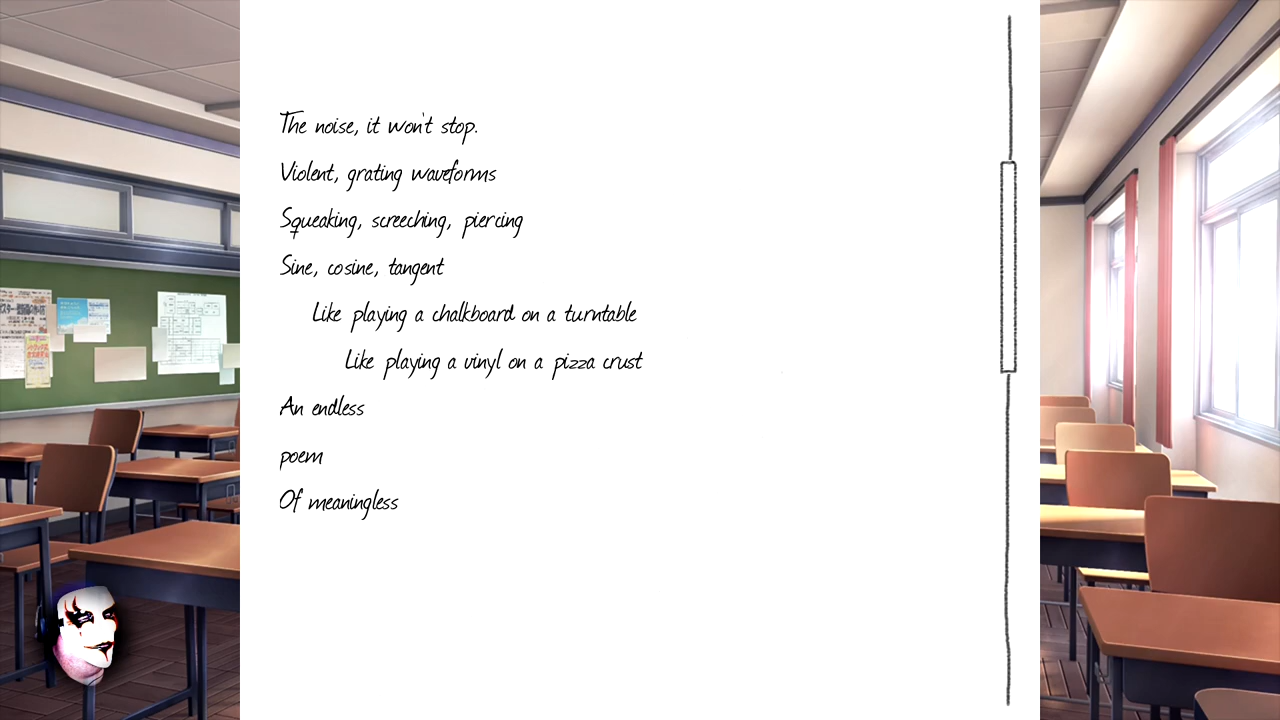 The noise, it won't stop.
Violent, grating waveforms
Squeaking, screeching, piercing
Sine, cosine, tangent
Like playing a chalkboard on a turntable
Like playing a vinyl on a pizza crust
An endless
poem
Of meaningless